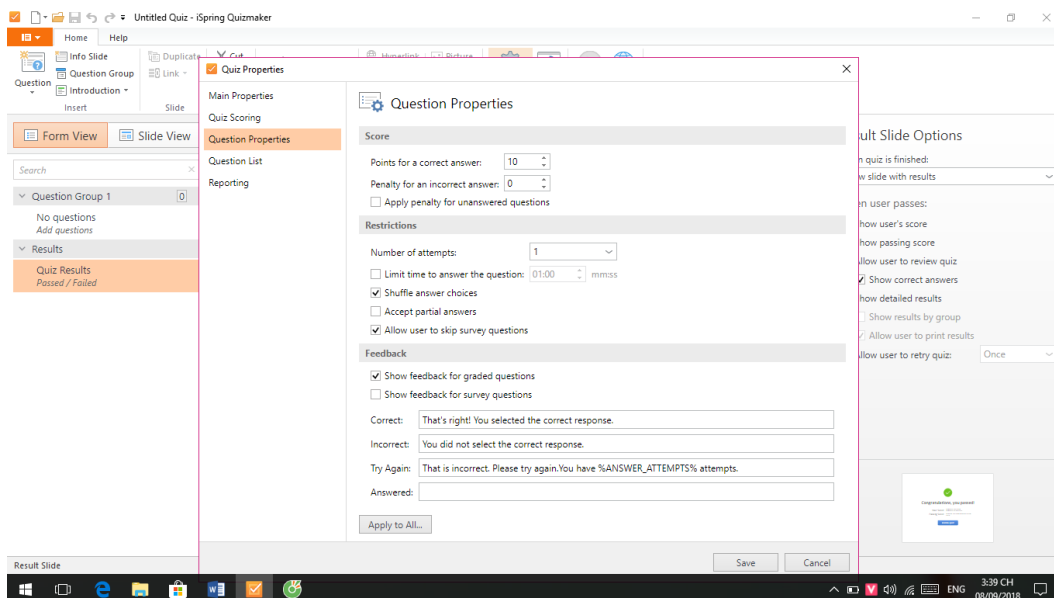 Untitled Quiz - iSpring Quizmaker
Home Help
Info Slide
Question Group
Introduction
Question
Insert
Duplicate
Link
Slide
Cut
Hyperlink
Picture
Form View
Slide View
Search
Question Group 1 0
No questions
Add questions
Results
Quiz Results
Passed / Failed
Quiz Properties
Main Properties
Quiz Scoring
Question Properties
Question List
Reporting
Question Properties
Score
Points for a correct answer: 10
Penalty for an incorrect answer: 0
Apply penalty for unanswered questions
Restrictions
Number of attempts: 1
Limit time to answer the question: 01:00 mm:ss
Shuffle answer choices
Accept partial answers
Allow user to skip survey questions
Feedback
Show feedback for graded questions
Show feedback for survey questions
Correct: That's right! You selected the correct response.
Incorrect: You did not select the correct response.
Try Again: That is incorrect. Please try again.You have %ANSWER_ATTEMPTS% attempts.
Answered:
Apply to All...
Save Cancel
ult Slide Options
n quiz is finished:
w slide with results
en user passes:
how user's score
how passing score
llow user to review quiz
Show correct answers
how detailed results
Show results by group
Allow user to print results
llow user to retry quiz: Once
Congratulations, you passed!
Result Slide
ENG
3:39 CH
08/09/2018